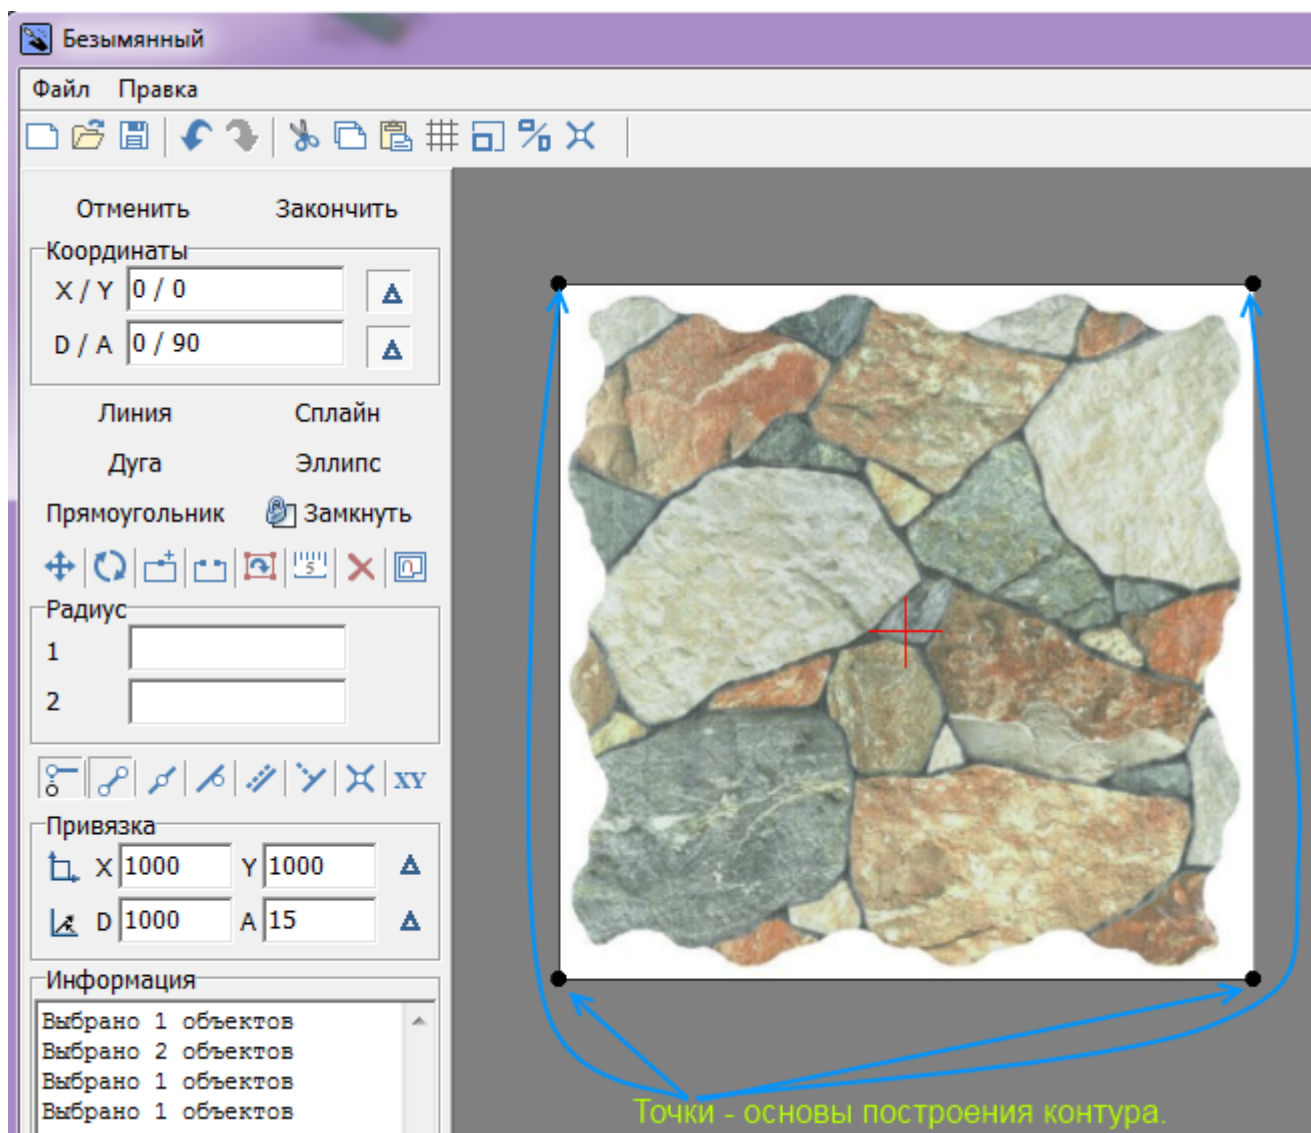 Безымянный
Файл Правка
Отменить Закончить
Координаты
X / Y 0 / 0
D / A 0 / 90
Линия Сплайн
Дуга Эллипс
Прямоугольник Замкнуть
5
Радиус
1
2
XY
Привязка
X 1000 Y 1000
D 1000 A 15
Информация
Выбрано 1 объектов
Выбрано 2 объектов
Выбрано 1 объектов
Выбрано 1 объектов
Точки - основы построения контура.